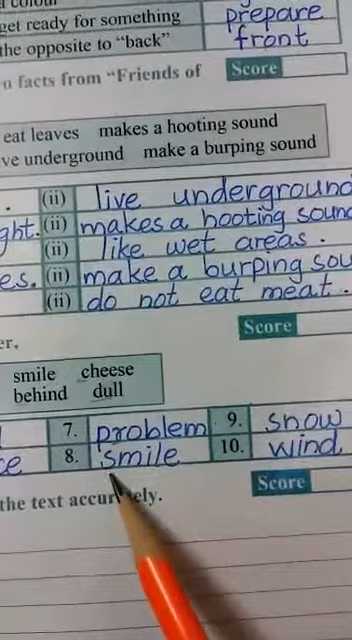 get ready for something prepare
the opposite to "back" front
facts from "Friends of Score
eat leaves makes a hooting sound
underground make a burping sound
(ii) live underground
(ii) makes a hooting sound
(ii) like wet areas.
(ii) make a burping
(ii) do not eat meat.
Score
smile cheese
behind dull
7. problem 9. snow
8. smile 10. wind
Score
the text accurately.